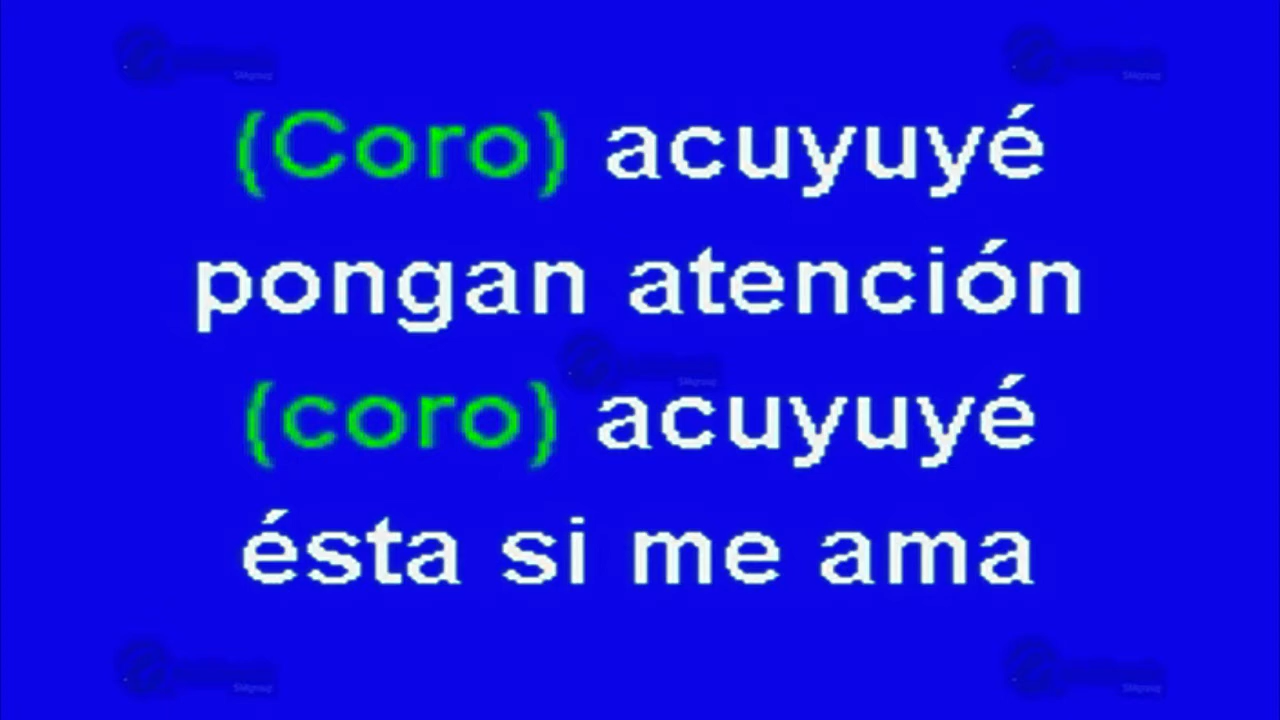 (Coro) acuyuyé
pongan atención
(coro) acuyuyé
ésta si me ama